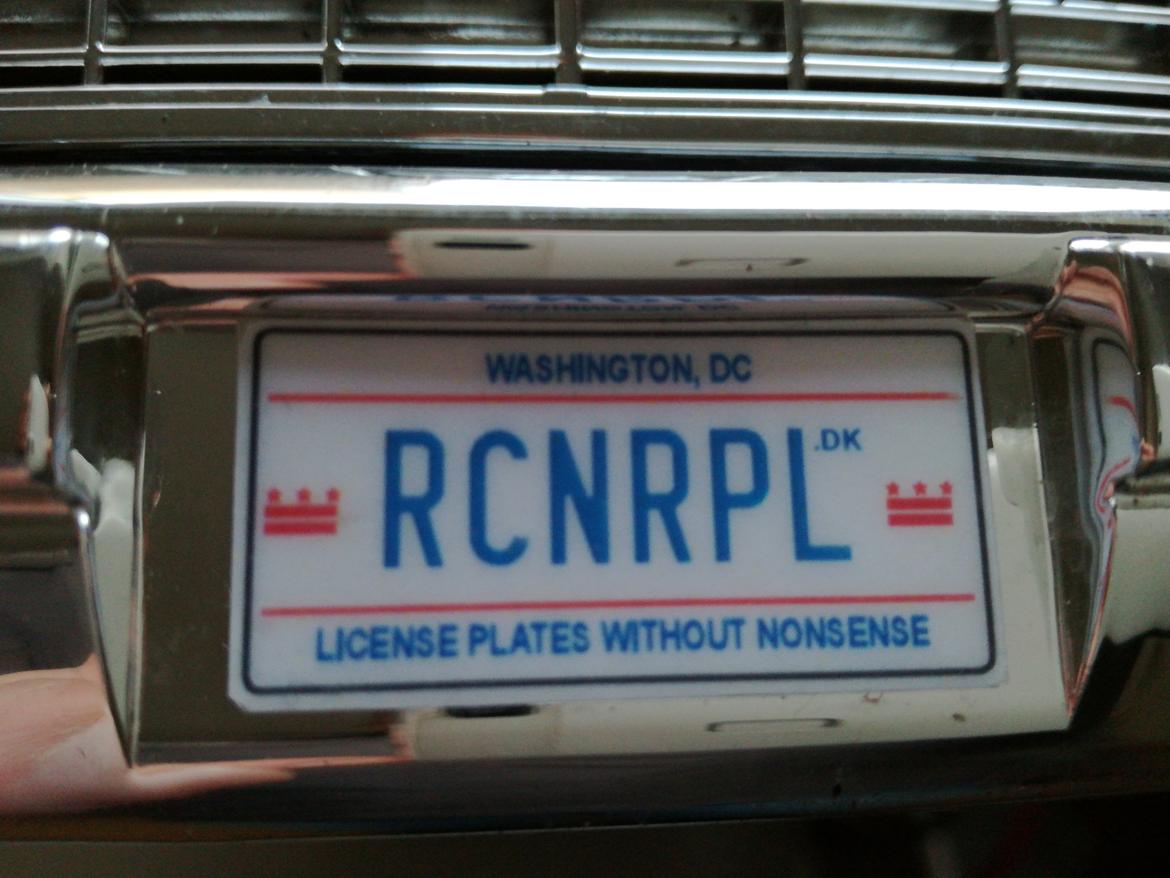 WASHINGTON, DC
RCNRPL.DK
LICENSE PLATES WITHOUT NONSENSE